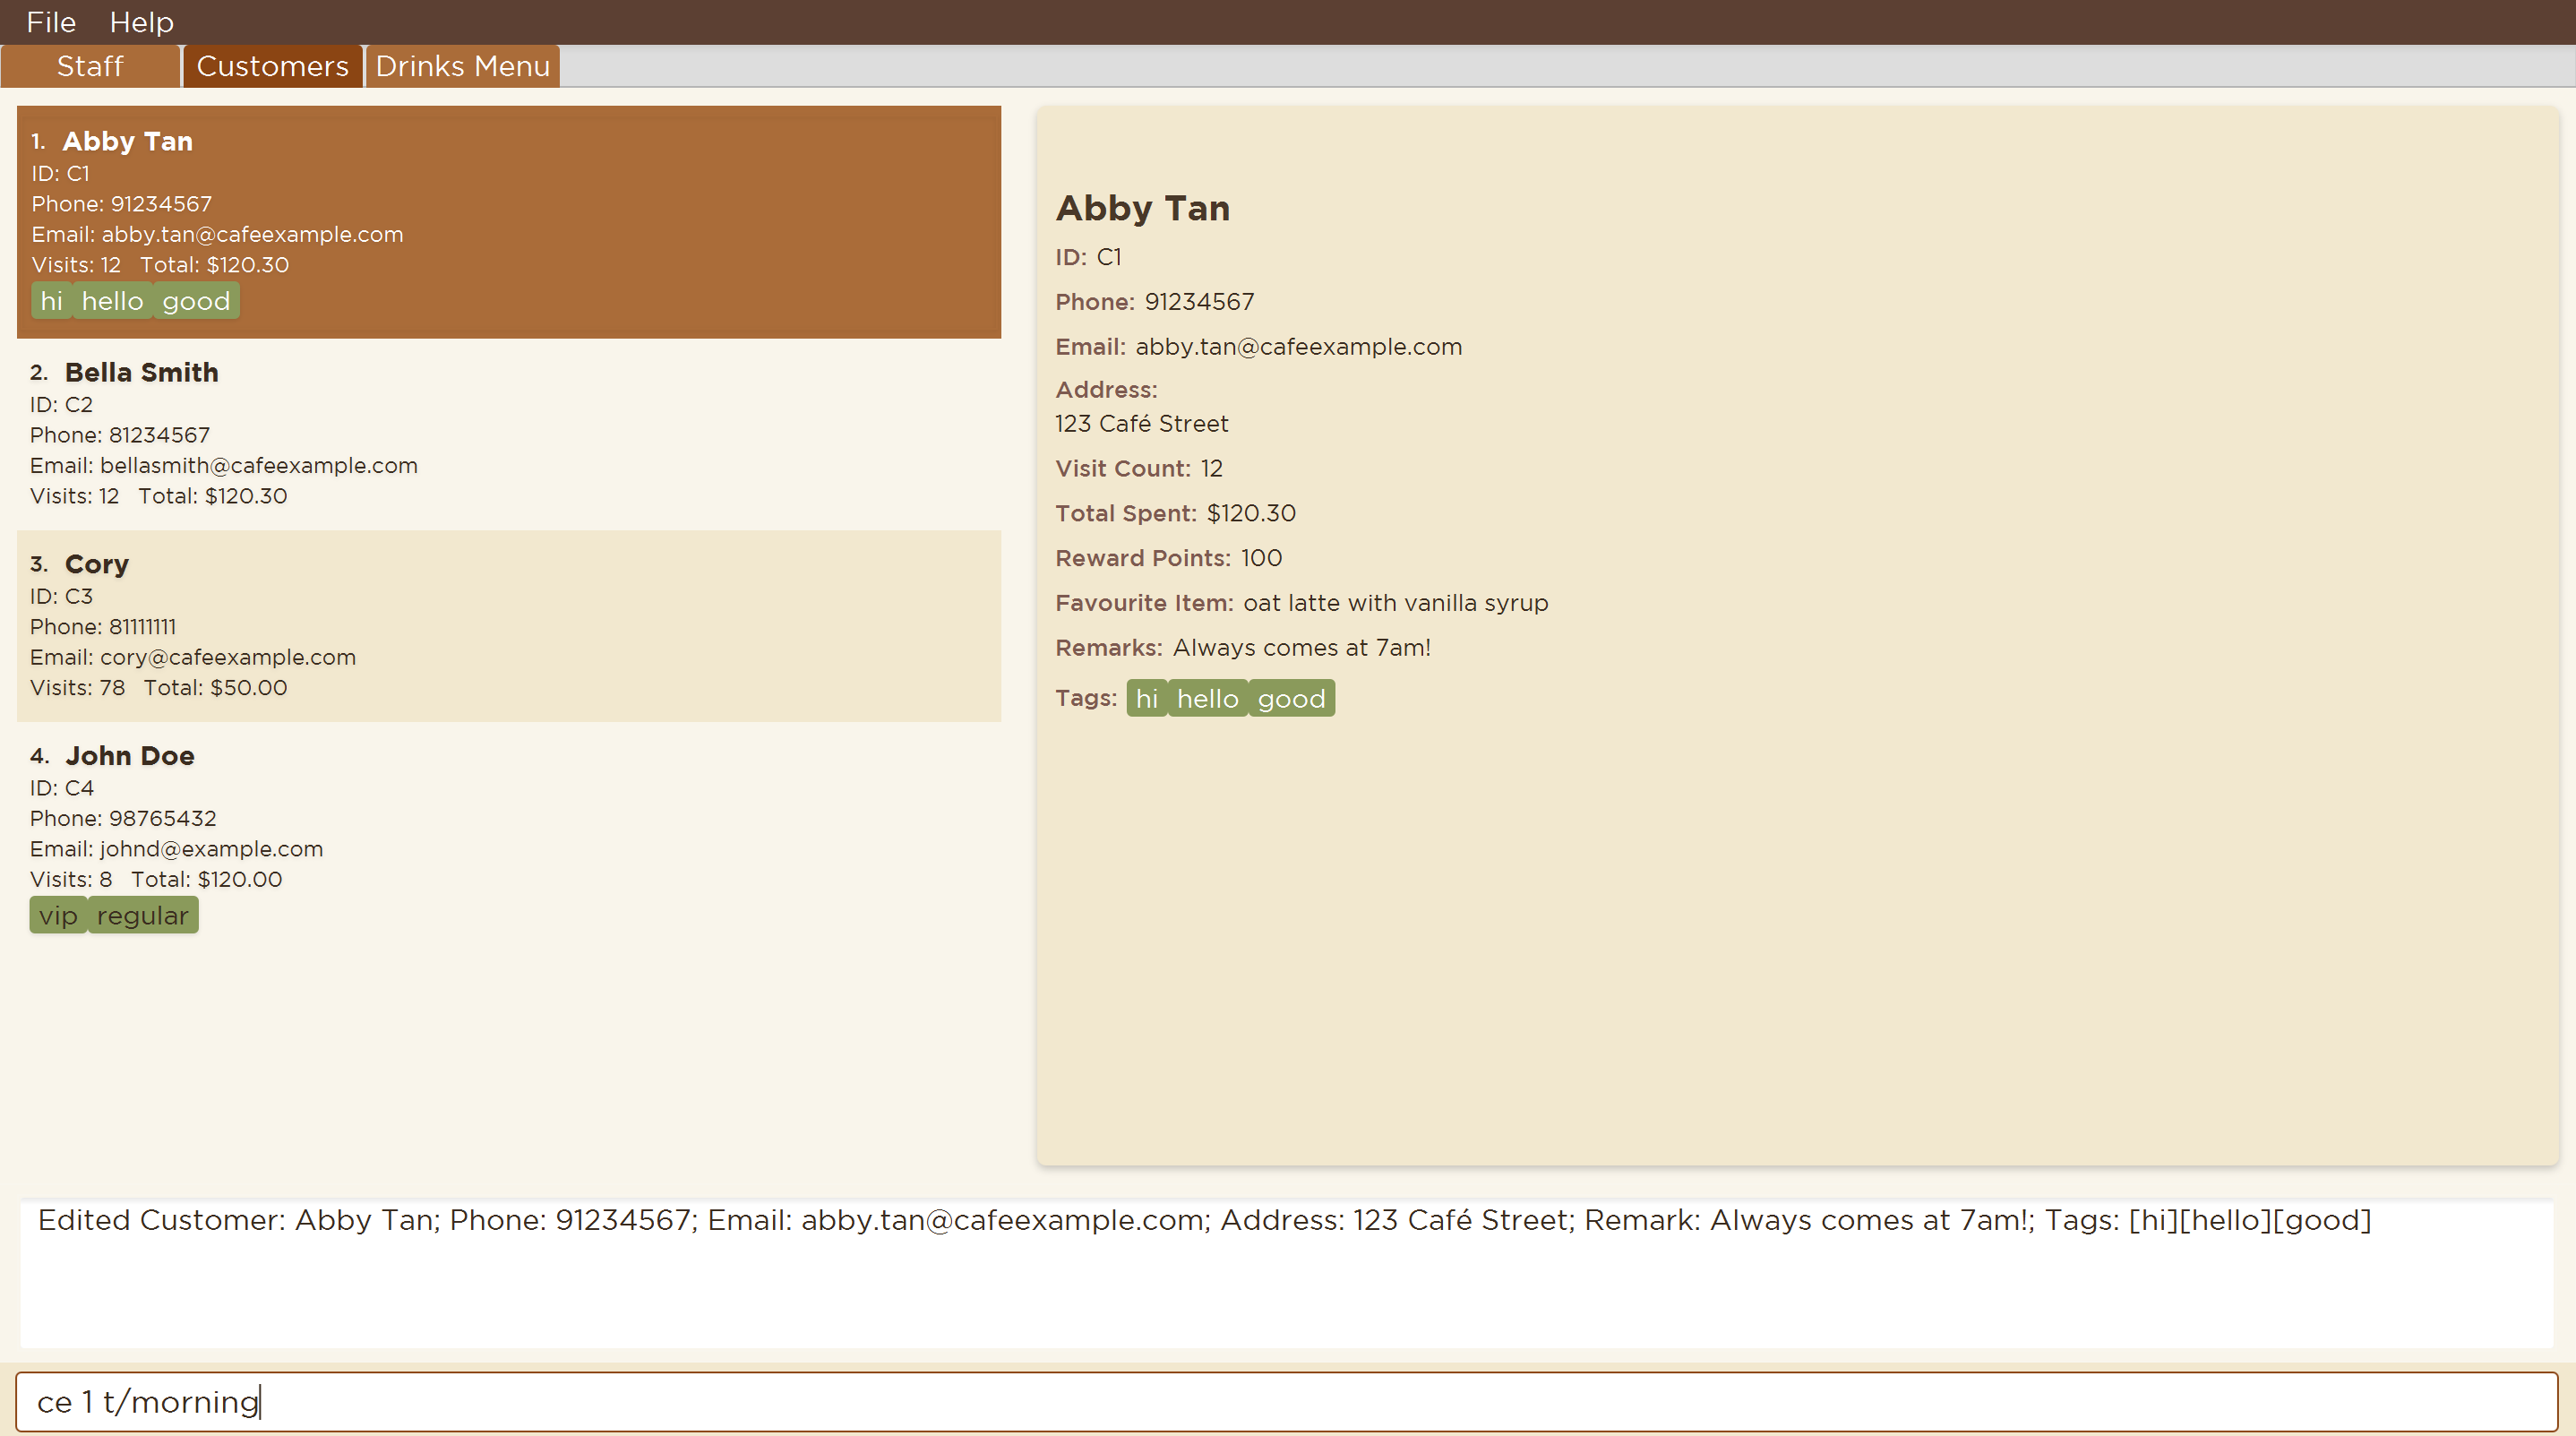 File Help
Staff Customers Drinks Menu
1. Abby Tan
ID: C1
Phone: 91234567
Email: abby.tan@cafeexample.com
Visits: 12 Total: $120.30
hi hello good
2. Bella Smith
ID: C2
Phone: 81234567
Email: bellasmith@cafeexample.com
Visits: 12 Total: $120.30
3. Cory
ID: C3
Phone: 81111111
Email: cory@cafeexample.com
Visits: 78 Total: $50.00
4. John Doe
ID: C4
Phone: 98765432
Email: johnd@example.com
Visits: 8 Total: $120.00
vip regular
Abby Tan
ID: C1
Phone: 91234567
Email: abby.tan@cafeexample.com
Address:
123 Café Street
Visit Count: 12
Total Spent: $120.30
Reward Points: 100
Favourite Item: oat latte with vanilla syrup
Remarks: Always comes at 7am!
Tags: hi hello good
Edited Customer: Abby Tan; Phone: 91234567; Email: abby.tan@cafeexample.com; Address: 123 Café Street; Remark: Always comes at 7am!; Tags: [hi][hello][good]
ce 1 t/morning